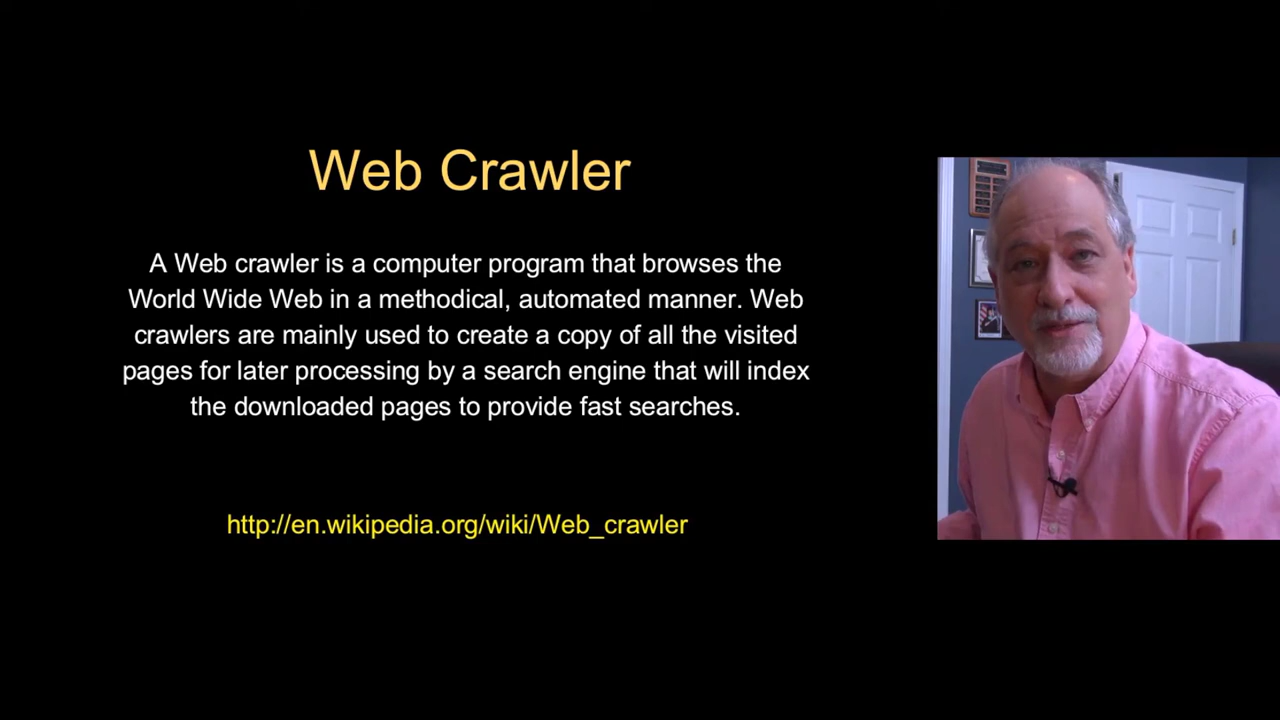 Web Crawler
A Web crawler is a computer program that browses the
World Wide Web in a methodical, automated manner. Web
crawlers are mainly used to create a copy of all the visited
pages for later processing by a search engine that will index
the downloaded pages to provide fast searches.
http://en.wikipedia.org/wiki/Web_crawler